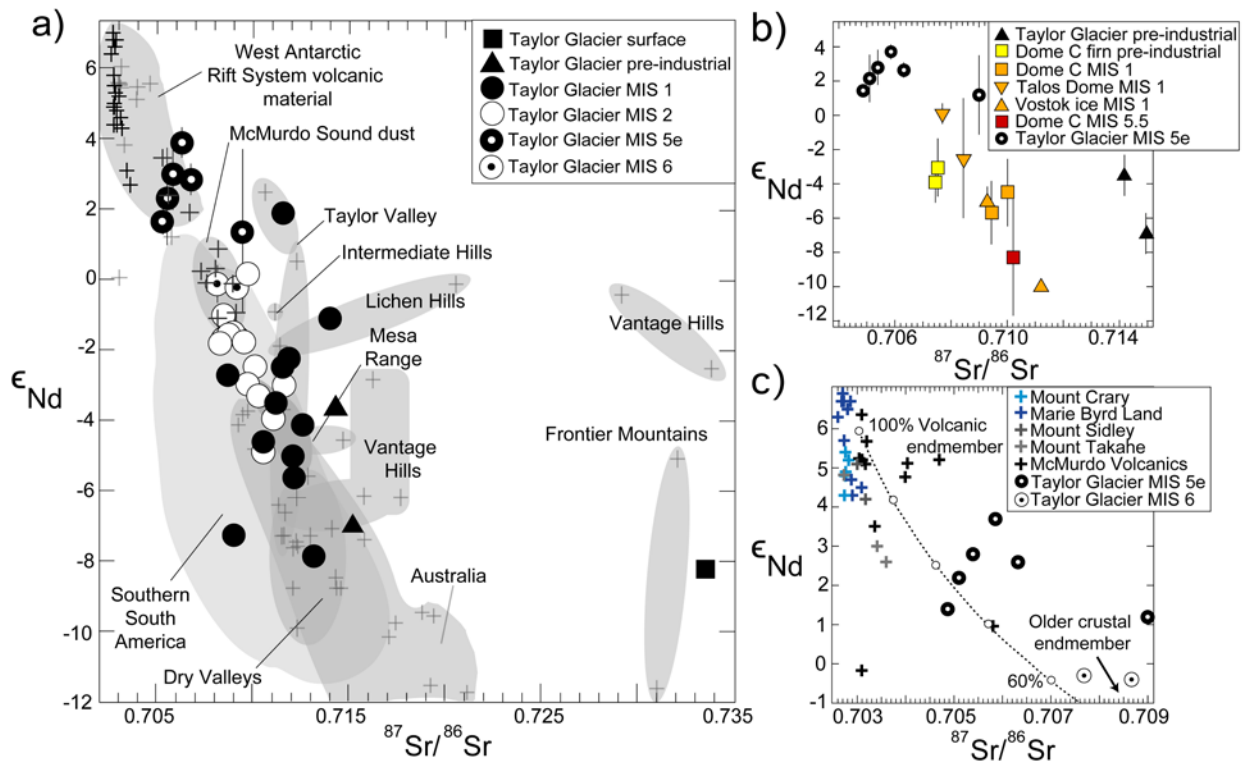 a)
West Antarctic
Rift System volcanic
material
McMurdo Sound dust
Taylor Glacier surface
Taylor Glacier pre-industrial
Taylor Glacier MIS 1
Taylor Glacier MIS 2
Taylor Glacier MIS 5e
Taylor Glacier MIS 6
Taylor Valley
Intermediate Hills
Lichen Hills
Mesa
Range
Vantage Hills
Vantage
Hills
Frontier Mountains
Southern
South
America
Australia
Dry Valleys
6
4
2
0
-2
-4
-6
-8
-10
-12
εNd
0.705
0.715
0.725
0.735
87Sr/86Sr
b)
Taylor Glacier pre-industrial
Dome C firn pre-industrial
Dome C MIS 1
Talos Dome MIS 1
Vostok ice MIS 1
Dome C MIS 5.5
Taylor Glacier MIS 5e
4
2
0
-2
-4
-6
-8
-10
-12
εNd
0.706
0.710
0.714
87Sr/86Sr
c)
Mount Crary
Marie Byrd Land
Mount Sidley
Mount Takahe
McMurdo Volcanics
Taylor Glacier MIS 5e
Taylor Glacier MIS 6
100% Volcanic
endmember
Older crustal
endmember
60%
6
5
4
3
2
1
0
-1
εNd
0.703
0.705
0.707
0.709
87Sr/86Sr